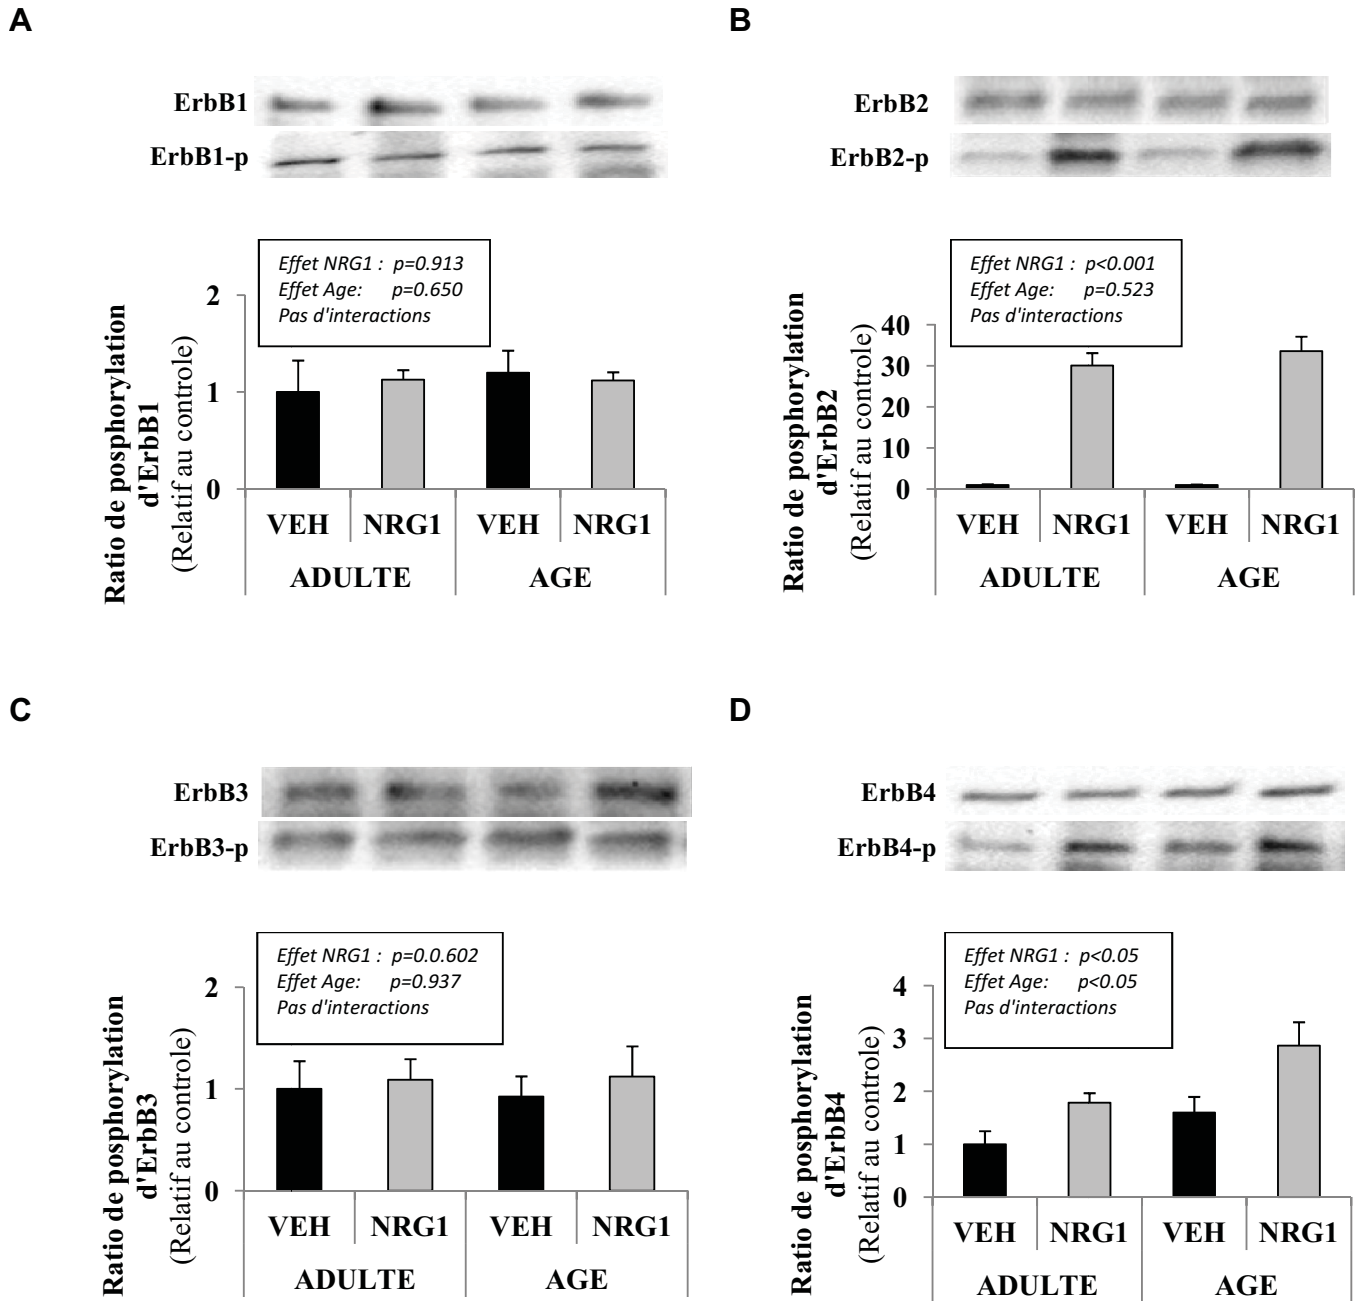 A
ErbB1
ErbB1-p
Effet NRG1 : p=0.913
Effet Age: p=0.650
Pas d'interactions
Ratio de posphorylation
d'ErbB1
(Relatif au controle)
2
1
0
VEH NRG1 VEH NRG1
ADULTE AGE
B
ErbB2
ErbB2-p
Effet NRG1 : p<0.001
Effet Age: p=0.523
Pas d'interactions
Ratio de posphorylation
d'ErbB2
(Relatif au controle)
40
30
20
10
0
VEH NRG1 VEH NRG1
ADULTE AGE
C
ErbB3
ErbB3-p
Effet NRG1 : p=0.0.602
Effet Age: p=0.937
Pas d'interactions
Ratio de posphorylation
d'ErbB3
(Relatif au controle)
2
1
0
VEH NRG1 VEH NRG1
ADULTE AGE
D
ErbB4
ErbB4-p
Effet NRG1 : p<0.05
Effet Age: p<0.05
Pas d'interactions
Ratio de posphorylation
d'ErbB4
(Relatif au controle)
4
3
2
1
0
VEH NRG1 VEH NRG1
ADULTE AGE